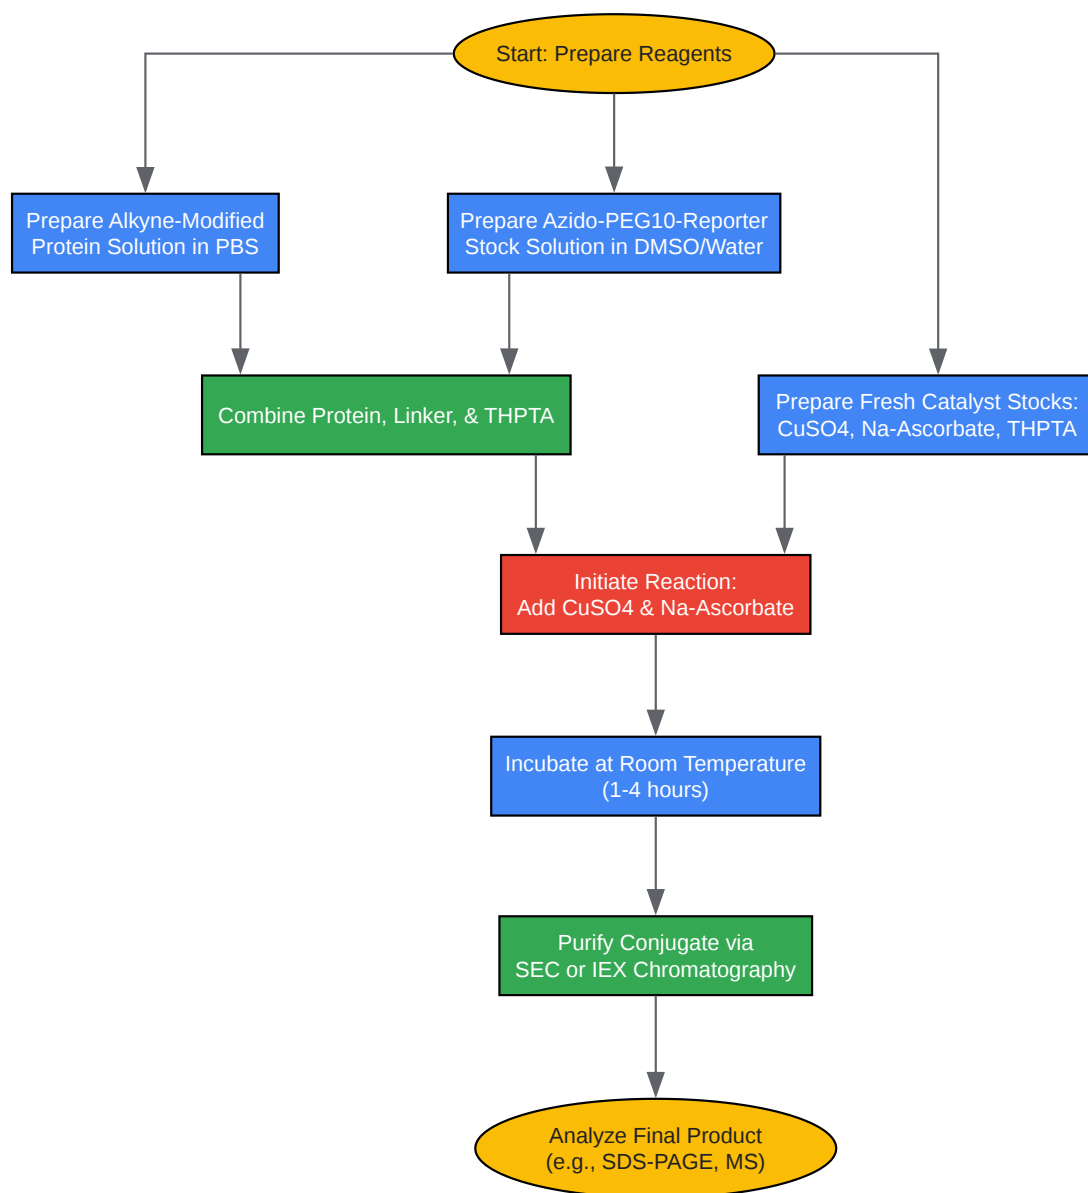 Start: Prepare Reagents
Prepare Alkyne-Modified
Protein Solution in PBS
Prepare Azido-PEG10-Reporter
Stock Solution in DMSO/Water
Combine Protein, Linker, & THPTA
Prepare Fresh Catalyst Stocks:
CuSO4, Na-Ascorbate, THPTA
Initiate Reaction:
Add CuSO4 & Na-Ascorbate
Incubate at Room Temperature
(1-4 hours)
Purify Conjugate via
SEC or IEX Chromatography
Analyze Final Product
(e.g., SDS-PAGE, MS)